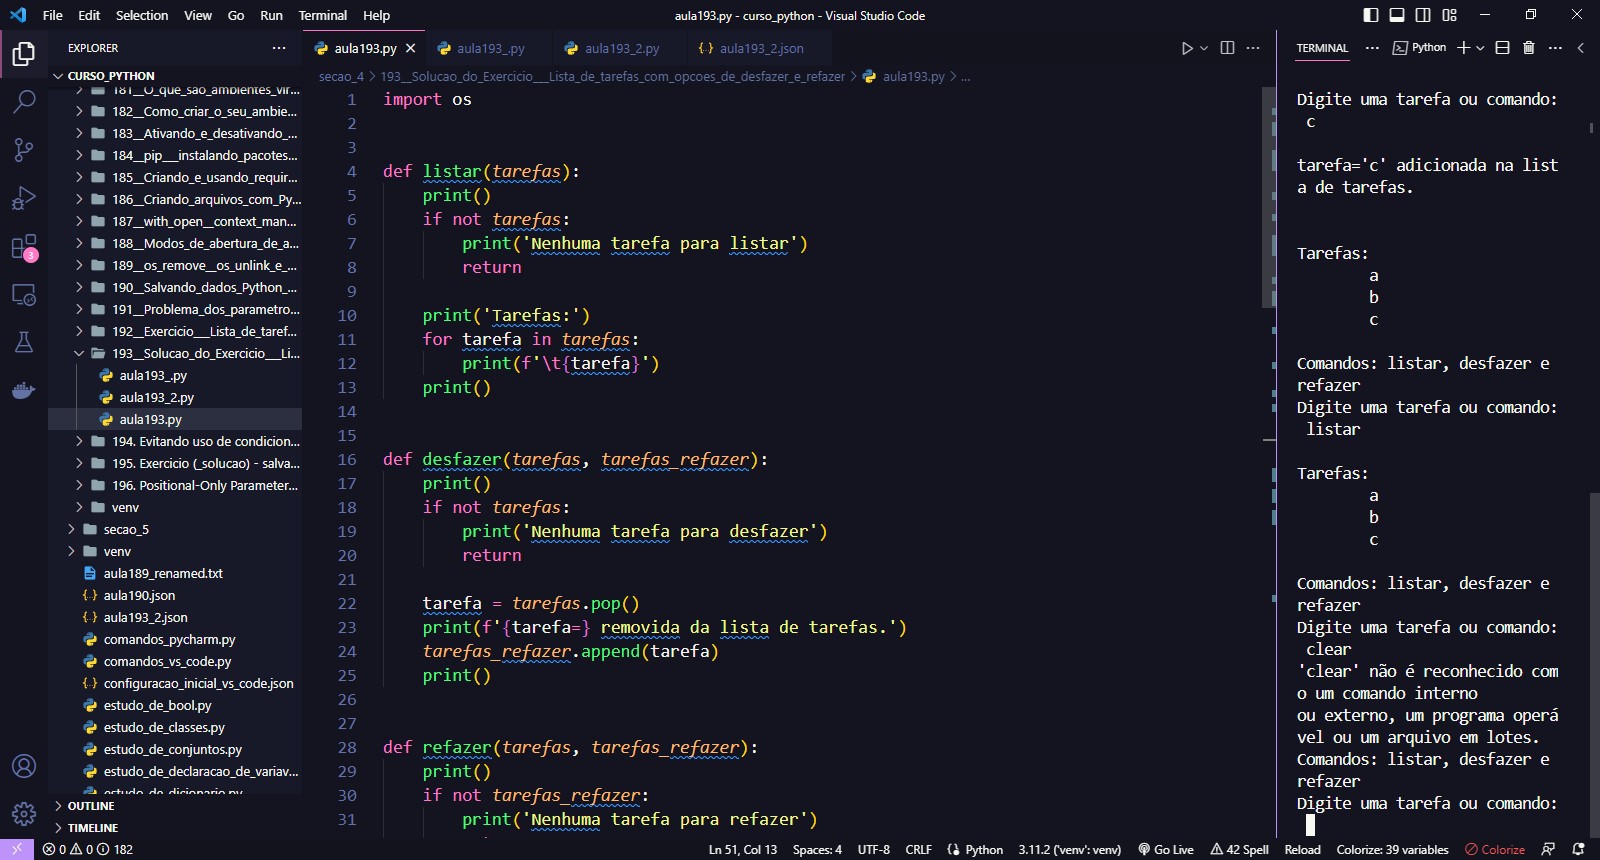 File Edit Selection View Go Run Terminal Help
aula193.py - curso_python - Visual Studio Code
EXPLORER
CURSO_PYTHON
181__O_que_sao_ambientes_vir...
182__Como_criar_o_seu_ambie...
183__Ativando_e_desativando_...
184__pip___instalando_pacotes...
185__Criando_e_usando_requir...
186__Criando_arquivos_com_Py...
187__with_open__context_man...
188__Modos_de_abertura_de_a...
189__os_remove__os_unlink_e_...
190__Salvando_dados_Python_...
191__Problema_dos_parametro...
192__Exercicio___Lista_de_taref...
193__Solucao_do_Exercicio___Li...
aula193_.py
aula193_2.py
aula193.py
194. Evitando uso de condicion...
195. Exercicio (_solucao) - salva...
196. Positional-Only Parameter...
venv
secao_5
venv
aula189_renamed.txt
aula190.json
aula193_2.json
comandos_pycharm.py
comandos_vs_code.py
configuracao_inicial_vs_code.json
estudo_de_bool.py
estudo_de_classes.py
estudo_de_conjuntos.py
estudo_de_declaracao_de_variav...
estudo_de_dicionario.py
OUTLINE
TIMELINE
3
aula193.py aula193_.py aula193_2.py aula193_2.json
secao_4 > 193__Solucao_do_Exercicio___Lista_de_tarefas_com_opcoes_de_desfazer_e_refazer > aula193.py > ...
1 import os
2
3
4 def listar(tarefas):
5     print()
6     if not tarefas:
7         print('Nenhuma tarefa para listar')
8         return
9
10     print('Tarefas:')
11     for tarefa in tarefas:
12         print(f'\t{tarefa}')
13     print()
14
15
16 def desfazer(tarefas, tarefas_refazer):
17     print()
18     if not tarefas:
19         print('Nenhuma tarefa para desfazer')
20         return
21
22     tarefa = tarefas.pop()
23     print(f'{tarefa=} removida da lista de tarefas.')
24     tarefas_refazer.append(tarefa)
25     print()
26
27
28 def refazer(tarefas, tarefas_refazer):
29     print()
30     if not tarefas_refazer:
31         print('Nenhuma tarefa para refazer')
TERMINAL ... Python
Digite uma tarefa ou comando:
c
tarefa='c' adicionada na list
a de tarefas.
Tarefas:
a
b
c
Comandos: listar, desfazer e
refazer
Digite uma tarefa ou comando:
listar
Tarefas:
a
b
c
Comandos: listar, desfazer e
refazer
Digite uma tarefa ou comando:
clear
'clear' não é reconhecido com
o um comando interno
ou externo, um programa operá
vel ou um arquivo em lotes.
Comandos: listar, desfazer e
refazer
Digite uma tarefa ou comando:
0 0 182 Ln 51, Col 13 Spaces: 4 UTF-8 CRLF Python 3.11.2 ('venv': venv) Go Live 42 Spell Reload Colorize: 39 variables Colorize